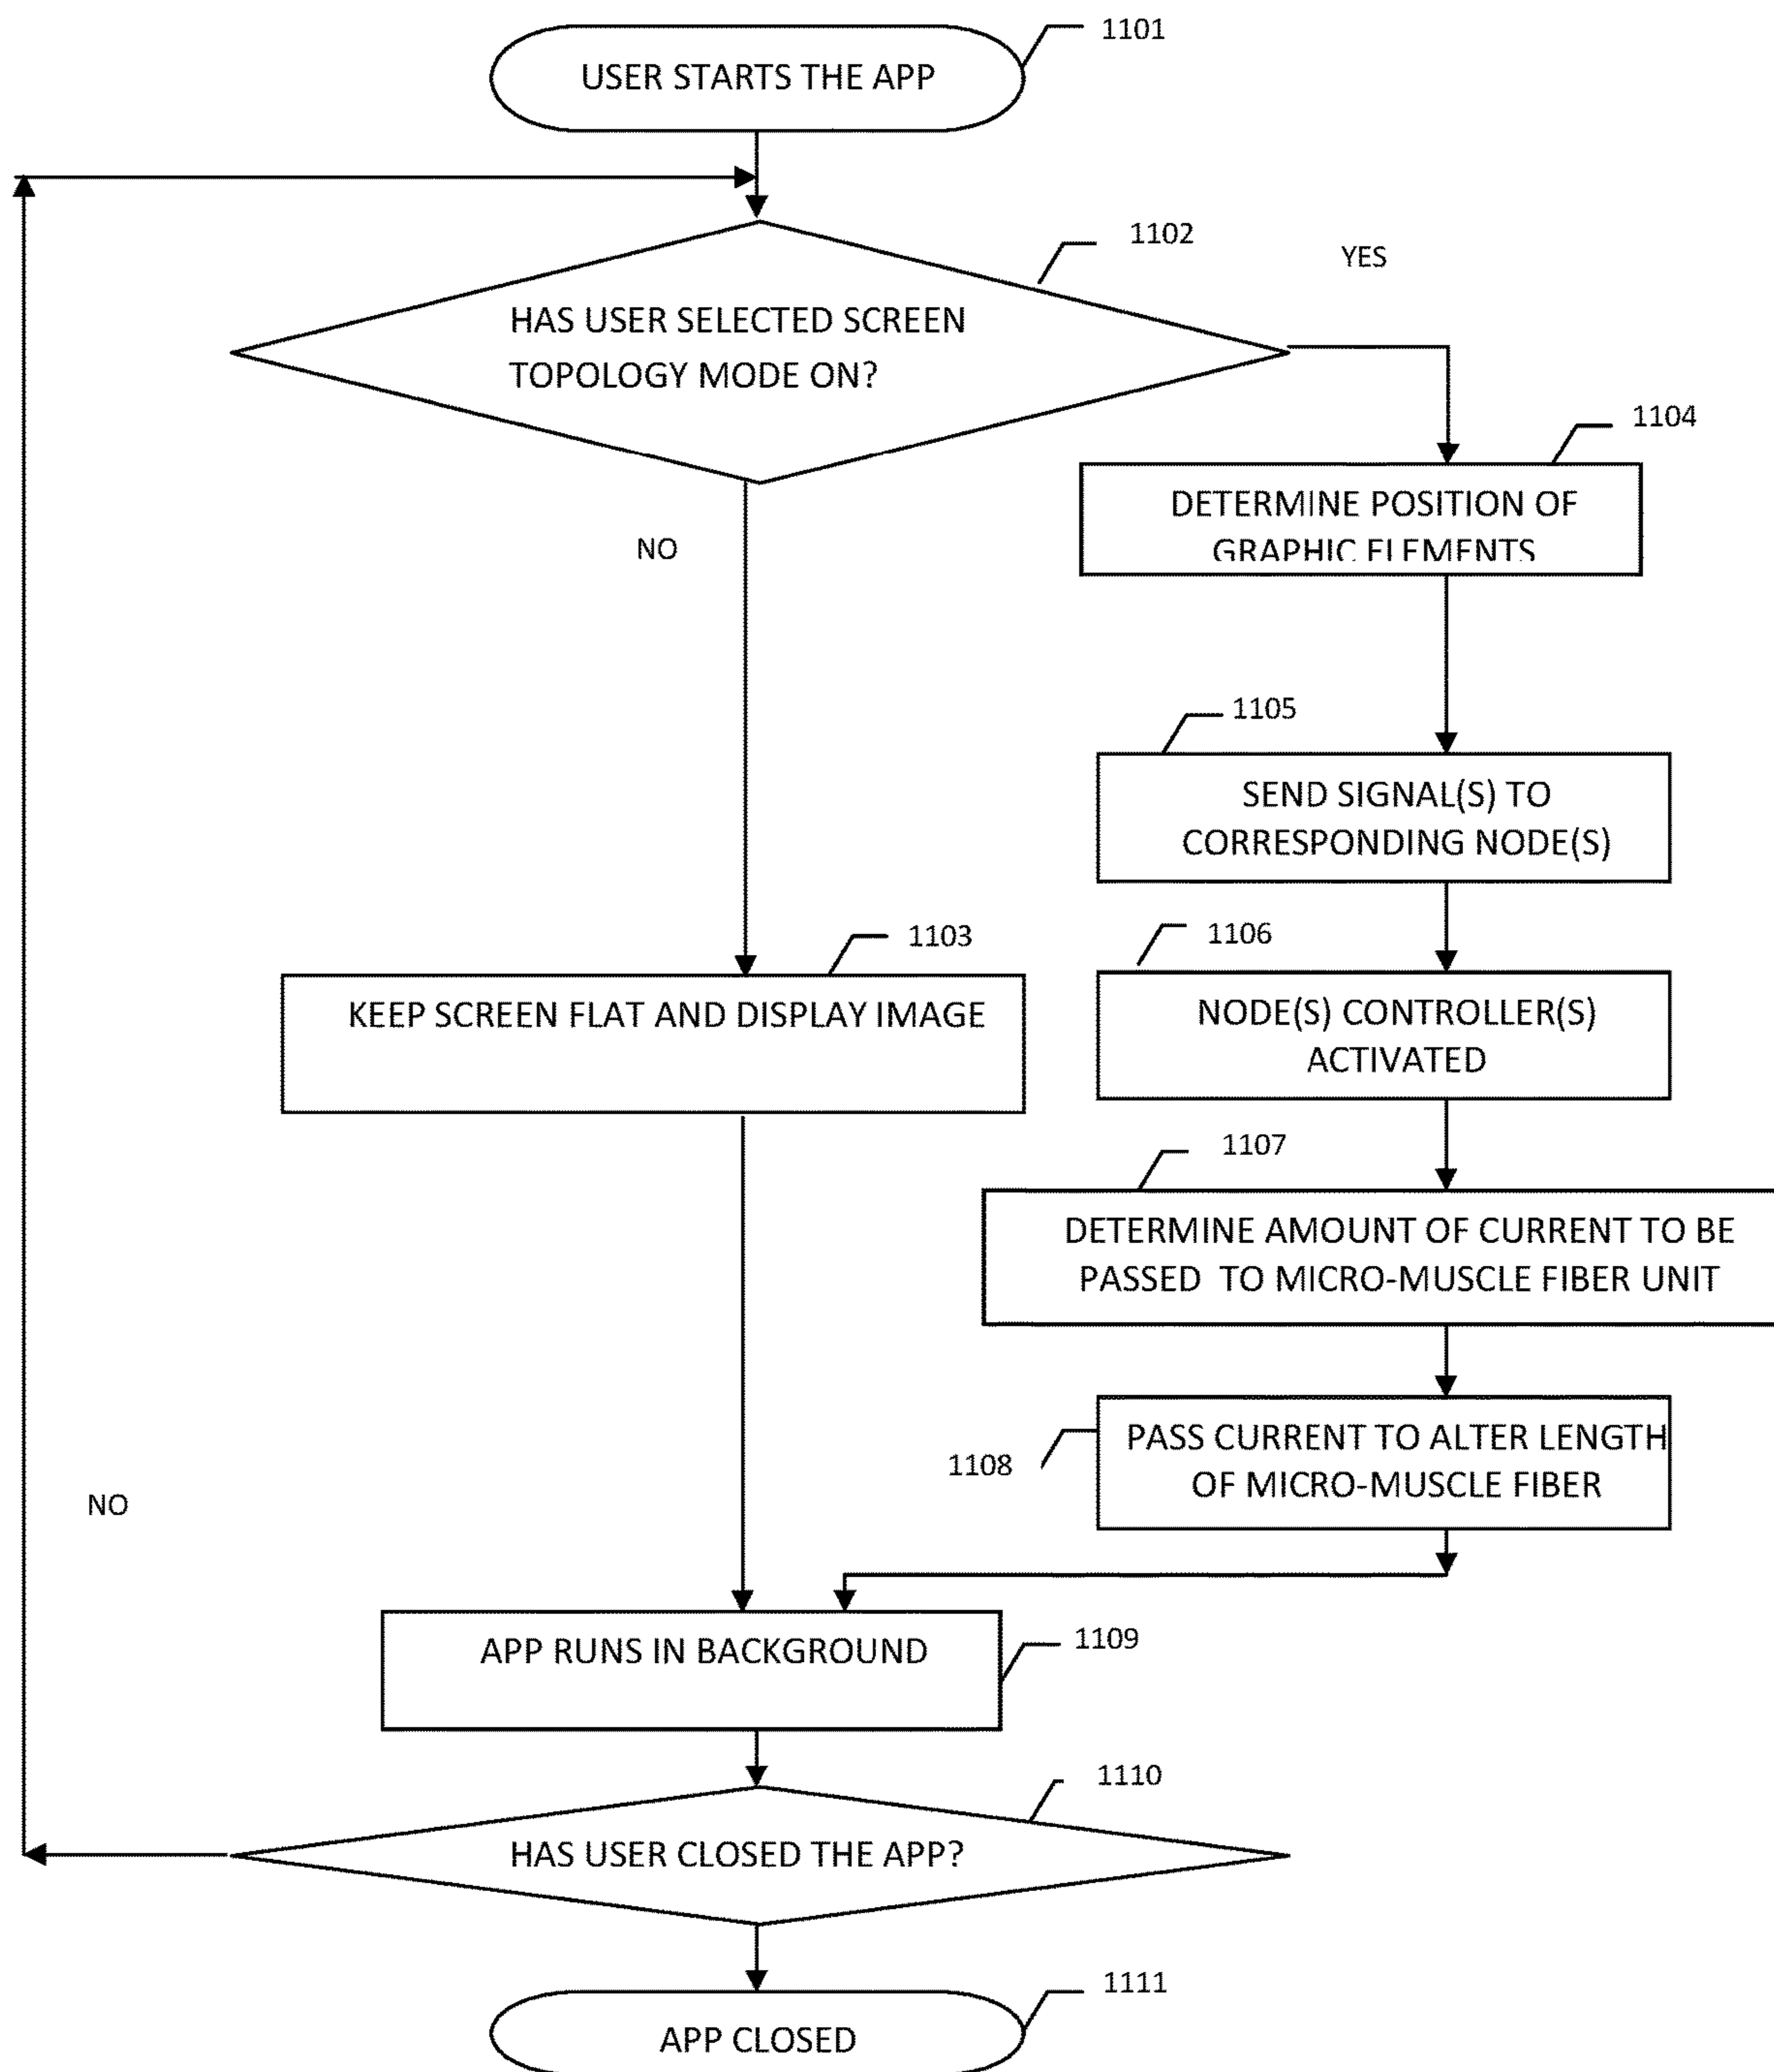 1101
USER STARTS THE APP
1102
YES
HAS USER SELECTED SCREEN
TOPOLOGY MODE ON?
1104
DETERMINE POSITION OF
GRAPHIC ELEMENTS
NO
1105
SEND SIGNAL(S) TO
CORRESPONDING NODE(S)
1103
KEEP SCREEN FLAT AND DISPLAY IMAGE
1106
NODE(S) CONTROLLER(S)
ACTIVATED
1107
DETERMINE AMOUNT OF CURRENT TO BE
PASSED TO MICRO-MUSCLE FIBER UNIT
1108
PASS CURRENT TO ALTER LENGTH
OF MICRO-MUSCLE FIBER
NO
APP RUNS IN BACKGROUND
1109
1110
HAS USER CLOSED THE APP?
1111
APP CLOSED